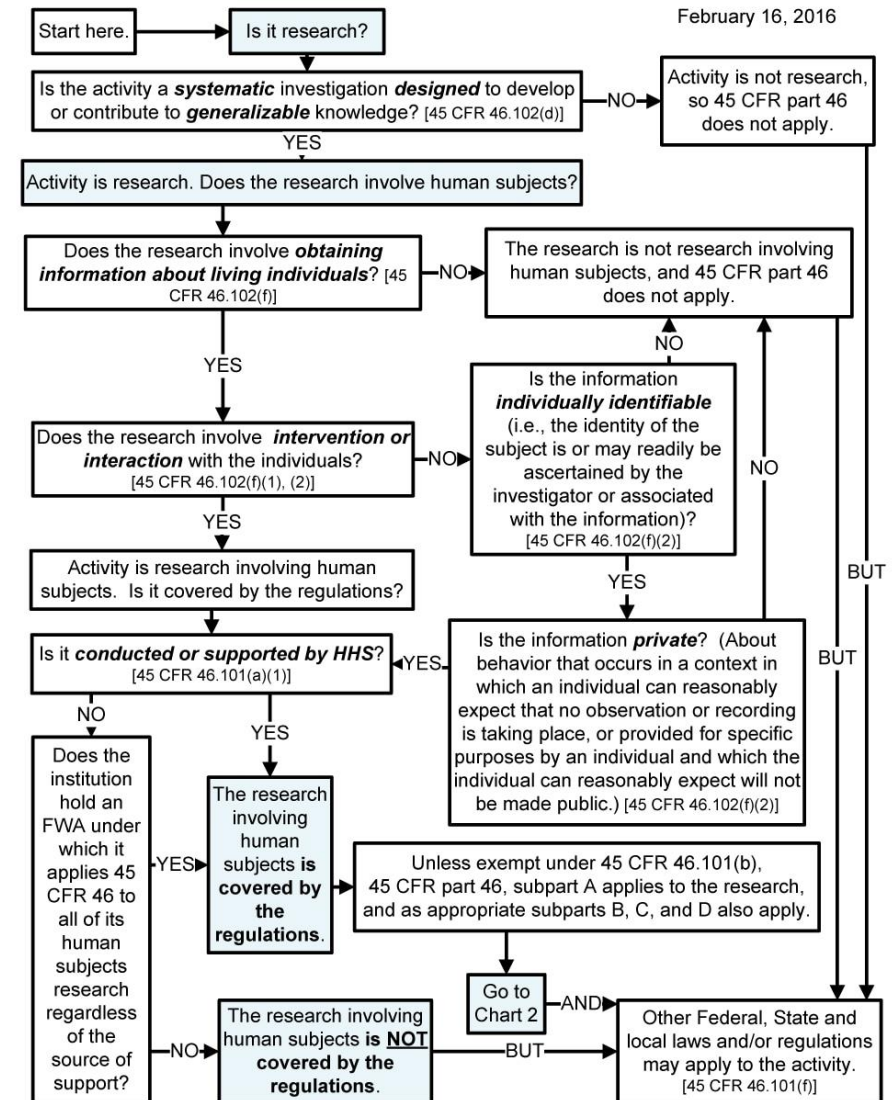 February 16, 2016
Start here.
Is it research?
Is the activity a systematic investigation designed to develop
or contribute to generalizable knowledge? [45 CFR 46.102(d)]
NO
Activity is not research,
so 45 CFR part 46
does not apply.
YES
Activity is research. Does the research involve human subjects?
Does the research involve obtaining
information about living individuals? [45
CFR 46.102(f)]
NO
The research is not research involving
human subjects, and 45 CFR part 46
does not apply.
YES
NO
Is the information
individually identifiable
(i.e., the identity of the
subject is or may readily be
ascertained by the
investigator or associated
with the information)?
[45 CFR 46.102(f)(2)]
NO
Does the research involve intervention or
interaction with the individuals?
[45 CFR 46.102(f)(1), (2)]
NO
YES
Activity is research involving human
subjects. Is it covered by the regulations?
YES
BUT
BUT
Is it conducted or supported by HHS?
[45 CFR 46.101(a)(1)]
YES
Is the information private? (About
behavior that occurs in a context in
which an individual can reasonably
expect that no observation or recording
is taking place, or provided for specific
purposes by an individual and which the
individual can reasonably expect will not
be made public.) [45 CFR 46.102(f)(2)]
NO
YES
Does the
institution
hold an
FWA under
which it
applies 45
CFR 46 to
all of its
human
subjects
research
regardless
of the
source of
support?
YES
The research
involving
human
subjects is
covered by
the
regulations.
Unless exempt under 45 CFR 46.101(b),
45 CFR part 46, subpart A applies to the research,
and as appropriate subparts B, C, and D also apply.
Go to
Chart 2
AND
NO
The research involving
human subjects is NOT
covered by the
regulations.
BUT
Other Federal, State and
local laws and/or regulations
may apply to the activity.
[45 CFR 46.101(f)]